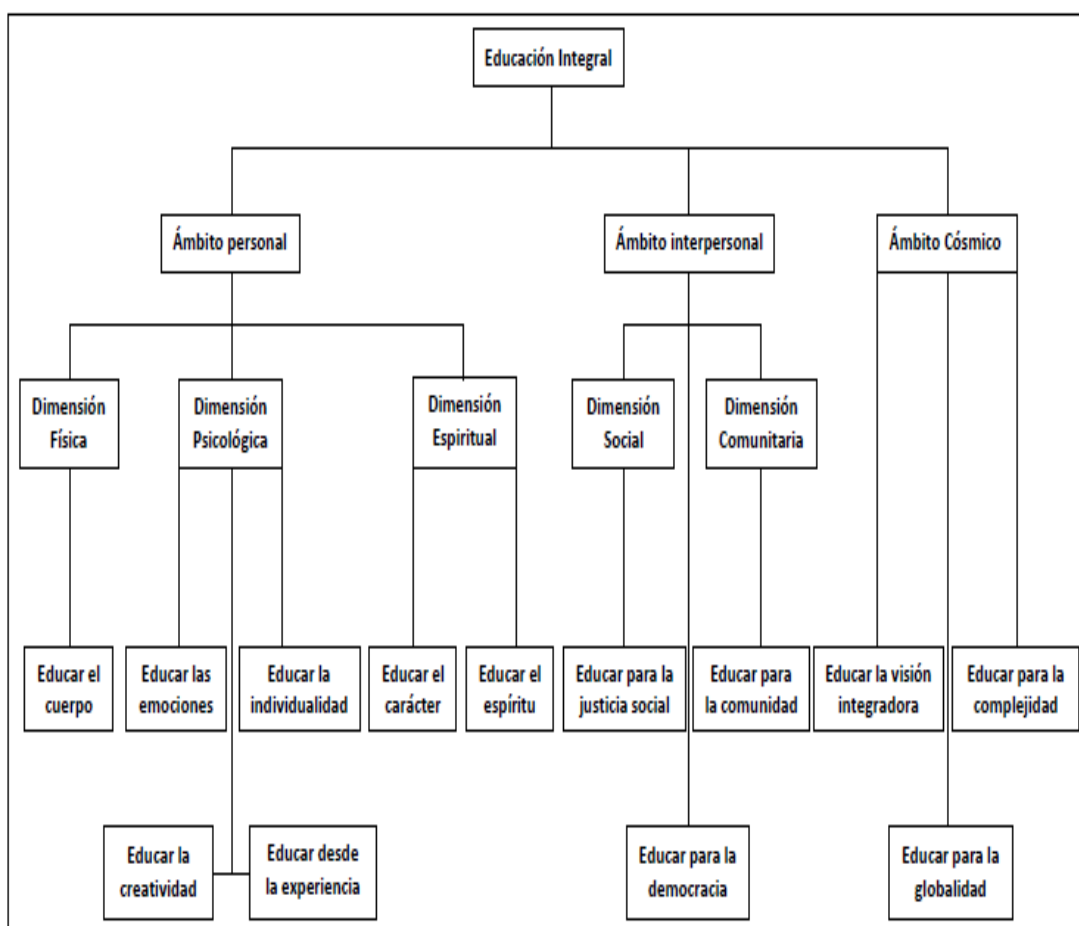 Educación Integral
Ámbito personal
Ámbito interpersonal
Ámbito Cósmico
Dimensión
Física
Dimensión
Psicológica
Dimensión
Espiritual
Dimensión
Social
Dimensión
Comunitaria
Educar el
cuerpo
Educar las
emociones
Educar la
individualidad
Educar el
carácter
Educar el
espíritu
Educar para la
justicia social
Educar para
la comunidad
Educar la visión
integradora
Educar para la
complejidad
Educar la
creatividad
Educar desde
la experiencia
Educar para la
democracia
Educar para la
globalidad